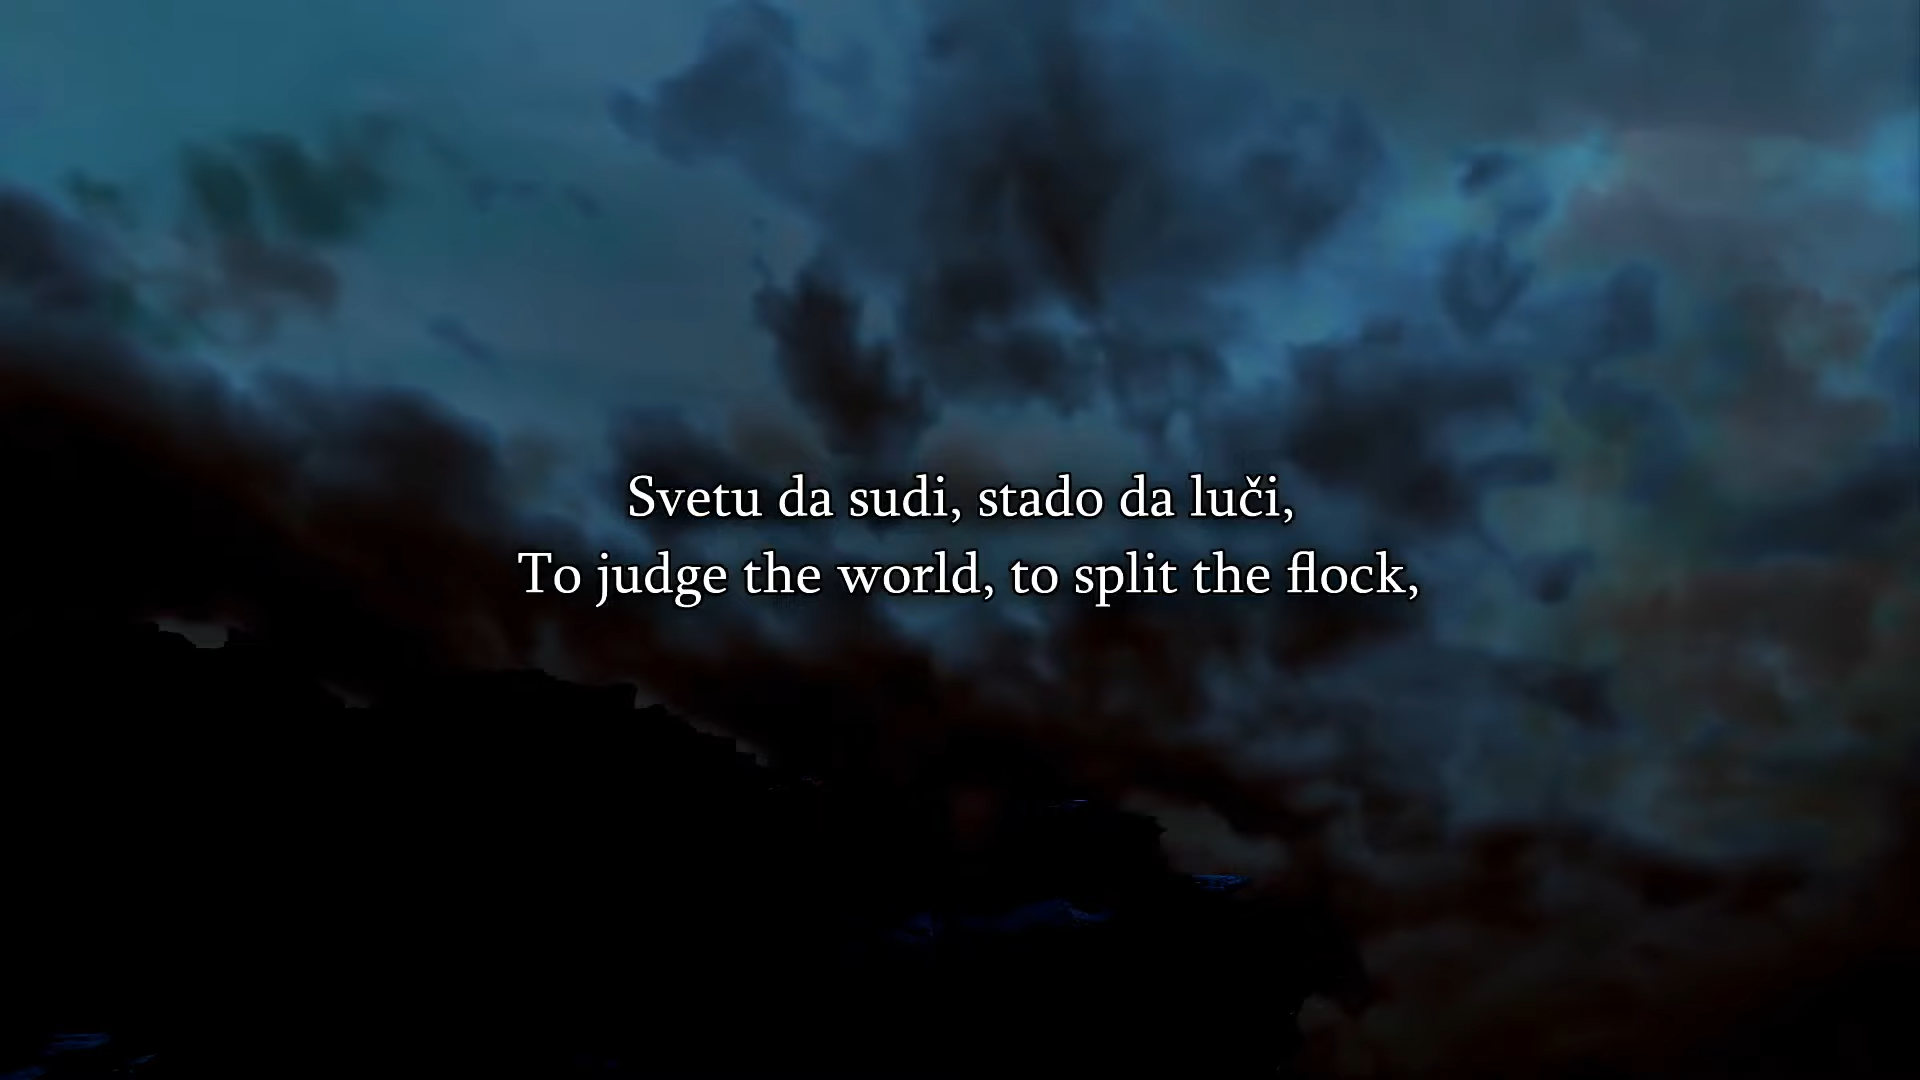 Svetu da sudi, stado da luči,
To judge the world, to split the flock,